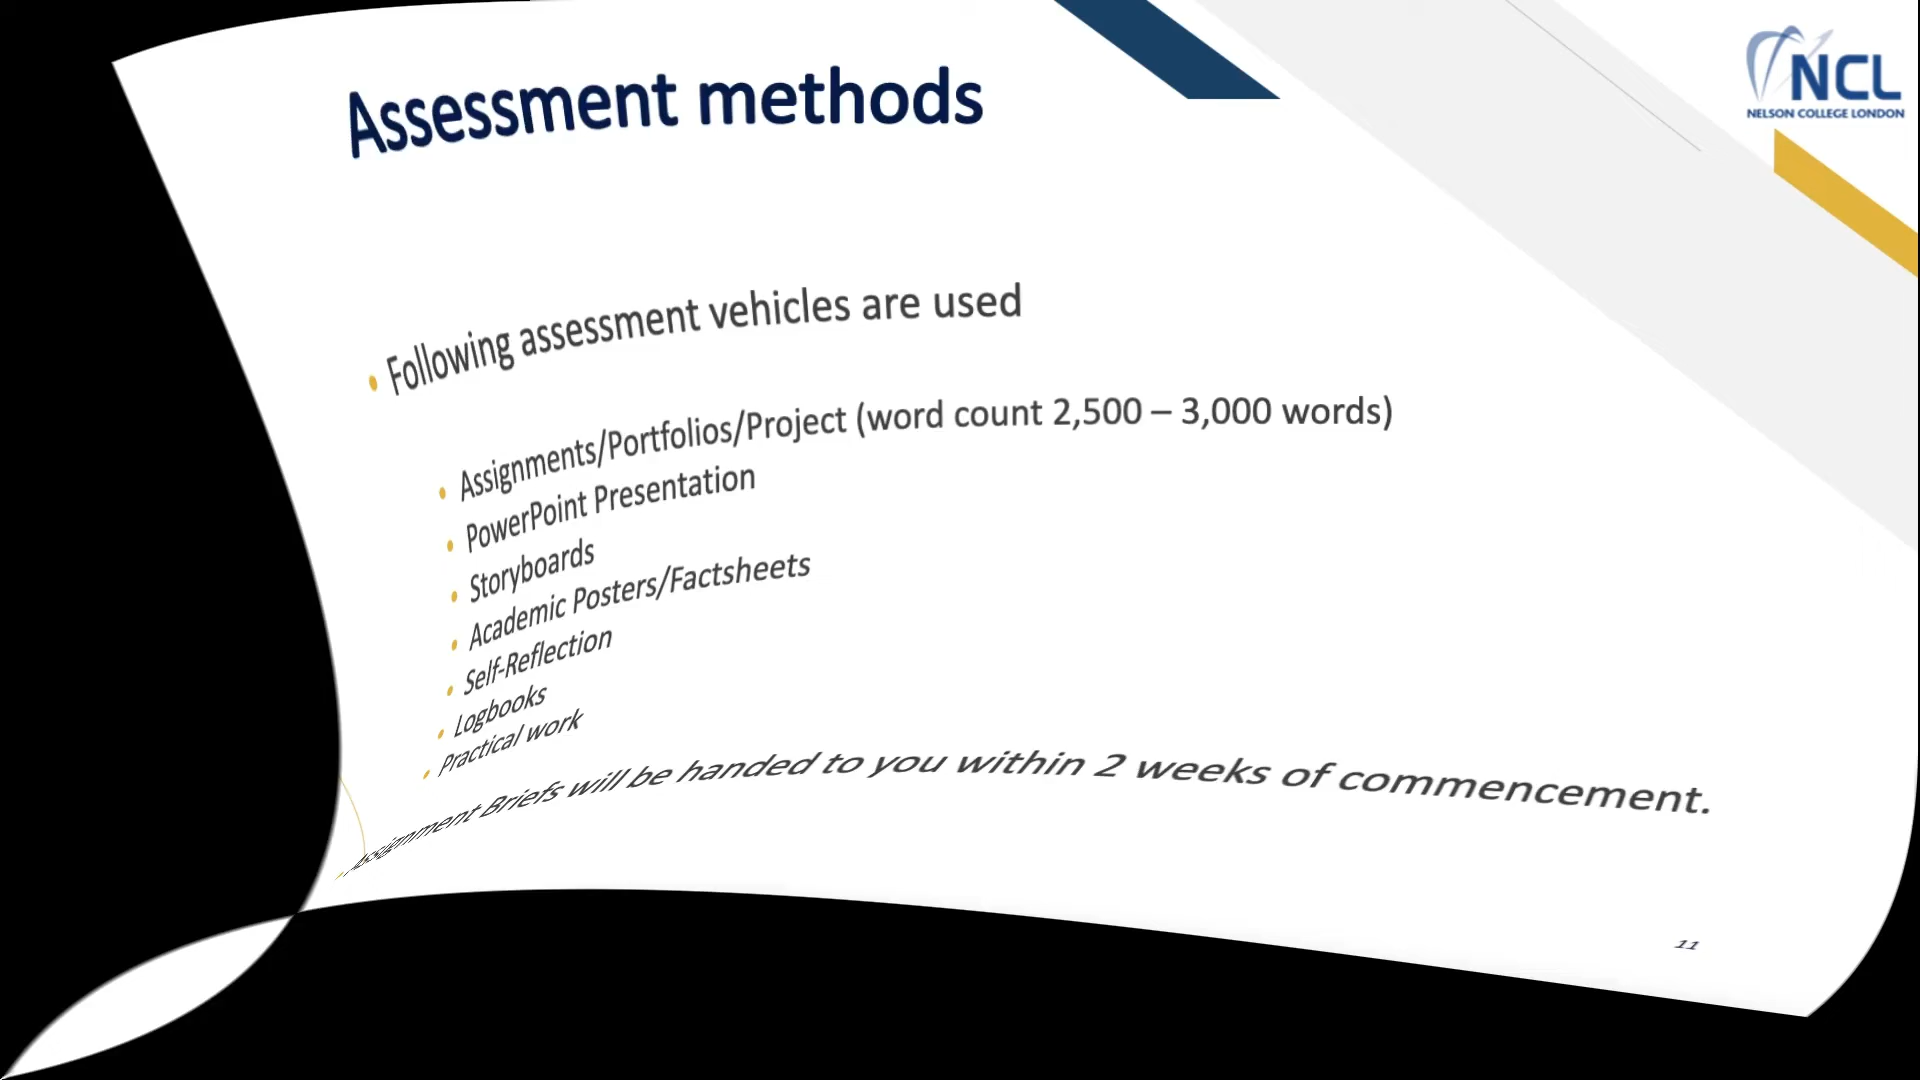 Assessment methods
NCL
NELSON COLLEGE LONDON
• Following assessment vehicles are used
• Assignments/Portfolios/Project (word count 2,500 – 3,000 words)
• PowerPoint Presentation
• Storyboards
• Academic Posters/Factsheets
• Self-Reflection
• Logbooks
• Practical work
• Assignment Briefs will be handed to you within 2 weeks of commencement.
11